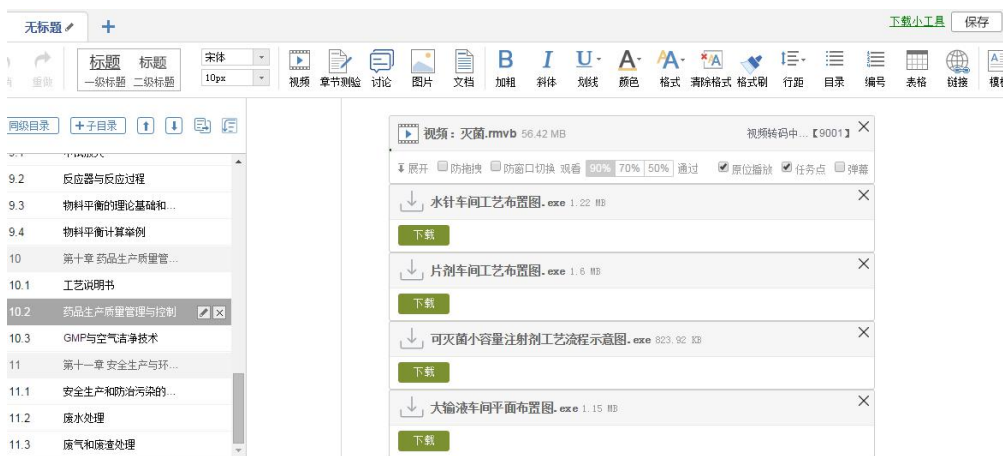 无标题 + 下载小工具 保存
标题 标题 宋体
一级标题 二级标题 10px
重做 视频 章节测验 讨论 图片 文档 B 加粗 I 斜体 U 划线 A 颜色 AA 格式 清除格式 格式刷 行距 目录 编号 表格 链接
同级目录 +子目录
视频：灭菌.rmvb 56.42 MB 视频转码中...【9001】
展开 防拖拽 防窗口切换 观看 90% 70% 50% 通过 原位播放 任务点 弹幕
9.2 反应器与反应过程
9.3 物料平衡的理论基础和...
9.4 物料平衡计算举例
10 第十章 药品生产质量管...
10.1 工艺说明书
10.2 药品生产质量管理与控制
10.3 GMP与空气洁净技术
11 第十一章 安全生产与环...
11.1 安全生产和防治污染的...
11.2 废水处理
11.3 废气和废渣处理
水针车间工艺布置图.exe 1.22 MB
下载
片剂车间工艺布置图.exe 1.6 MB
下载
可灭菌小容量注射剂工艺流程示意图.exe 823.92 KB
下载
大输液车间平面布置图.exe 1.15 MB
下载